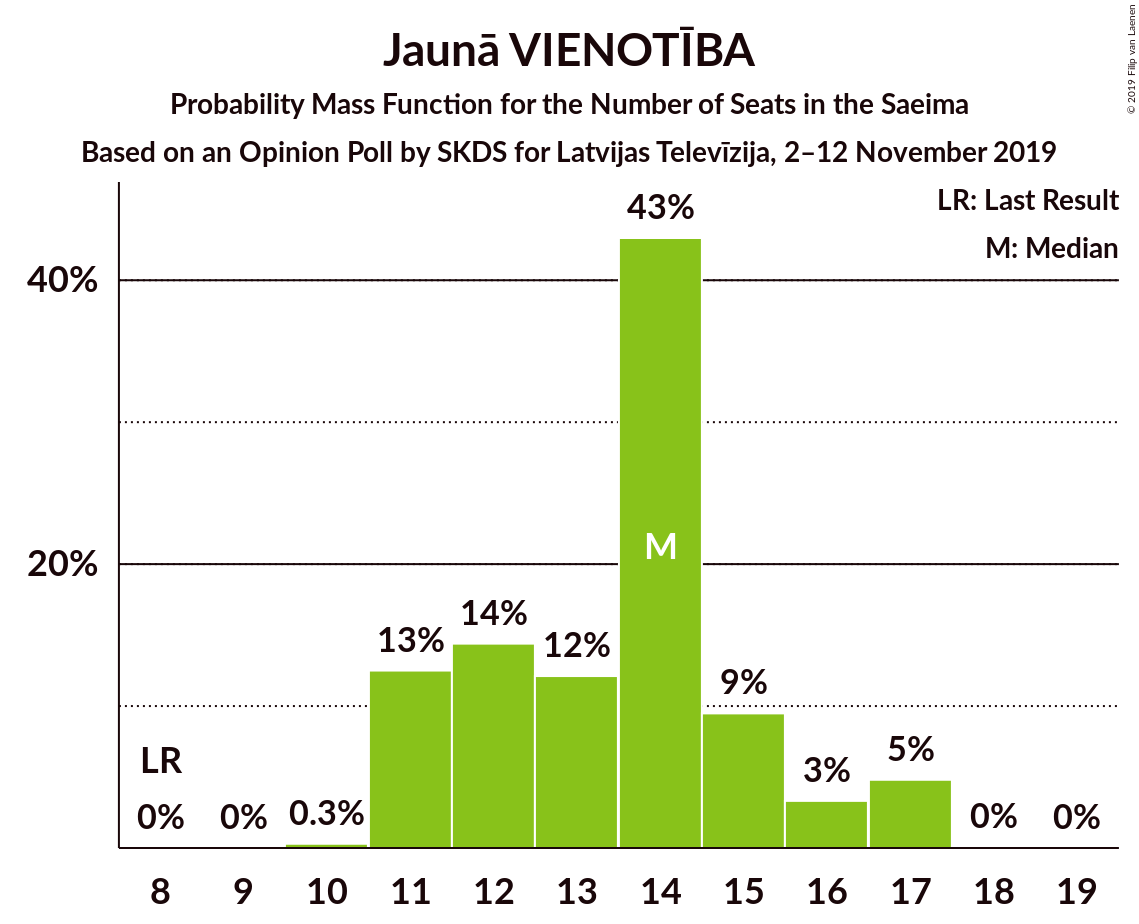 Jaunā VIENOTĪBA
Probability Mass Function for the Number of Seats in the Saeima
Based on an Opinion Poll by SKDS for Latvijas Televīzija, 2–12 November 2019
© 2019 Filip van Laenen
LR: Last Result
M: Median
43%
40%
M
20%
14%
13%
12%
9%
5%
3%
LR
0%
0%
0.3%
0%
0%
8 9 10 11 12 13 14 15 16 17 18 19